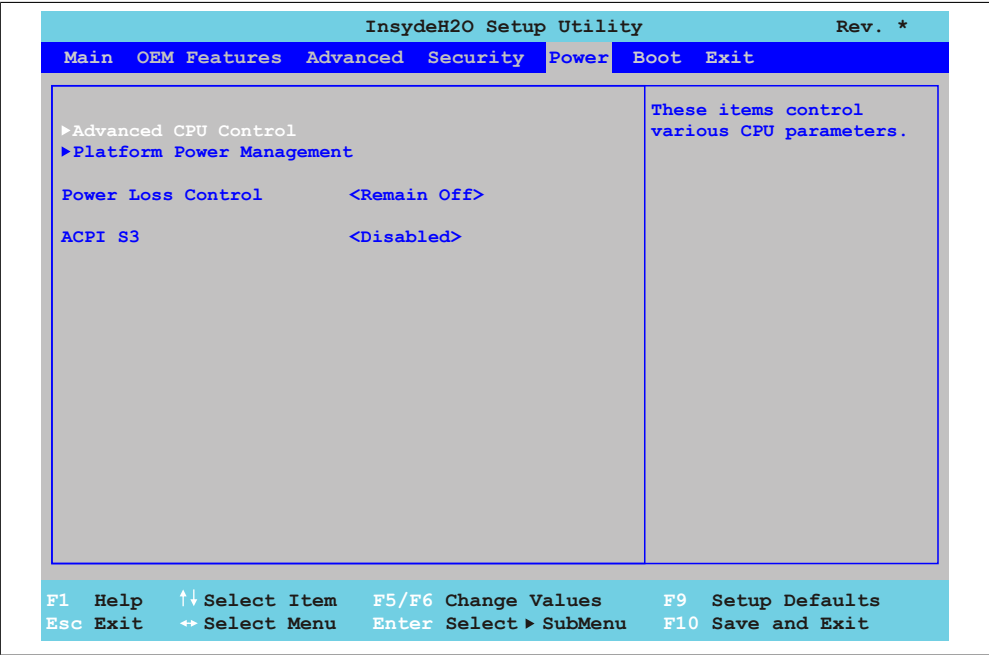 InsydeH2O Setup Utility Rev. *
Main OEM Features Advanced Security Power Boot Exit
▶Advanced CPU Control
▶Platform Power Management
Power Loss Control <Remain Off>
ACPI S3 <Disabled>
These items control
various CPU parameters.
F1 Help ↑↓ Select Item F5/F6 Change Values F9 Setup Defaults
Esc Exit ↔ Select Menu Enter Select ▶ SubMenu F10 Save and Exit